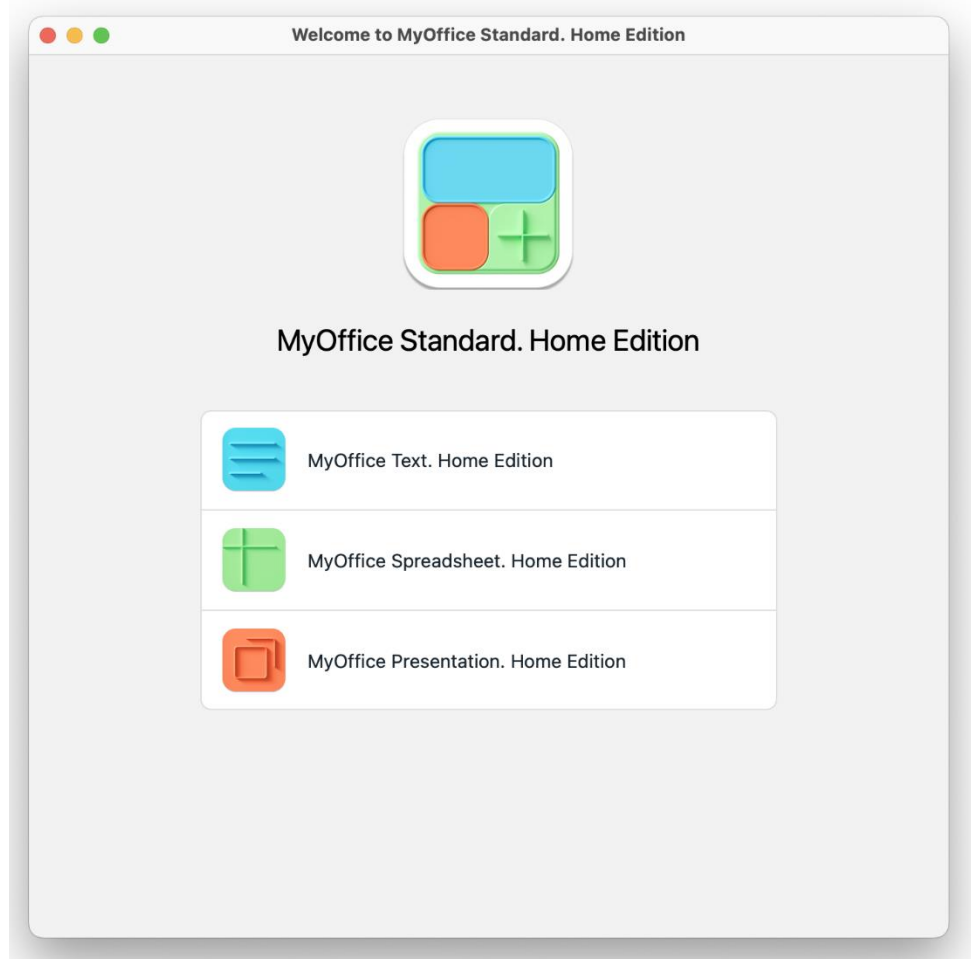 Welcome to MyOffice Standard. Home Edition
MyOffice Standard. Home Edition
MyOffice Text. Home Edition
MyOffice Spreadsheet. Home Edition
MyOffice Presentation. Home Edition